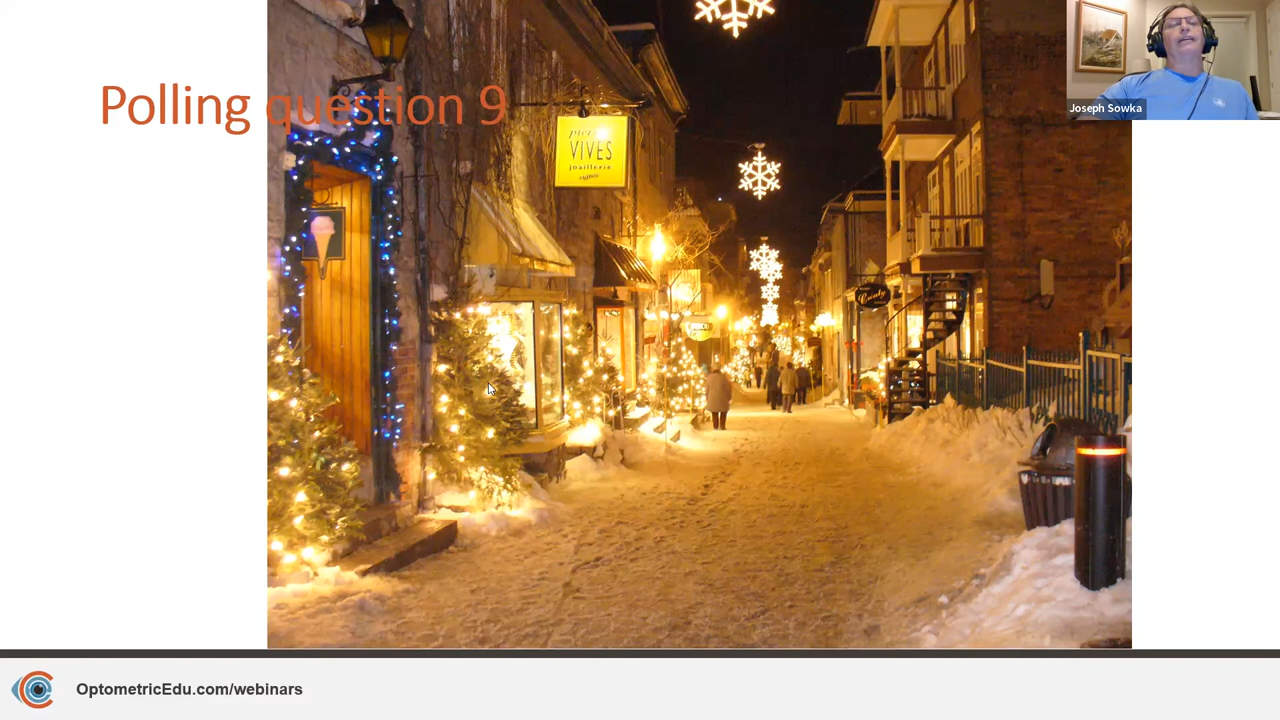 Polling question 9
Joseph Sowka
VIVES
joaillerie
OptometricEdu.com/webinars